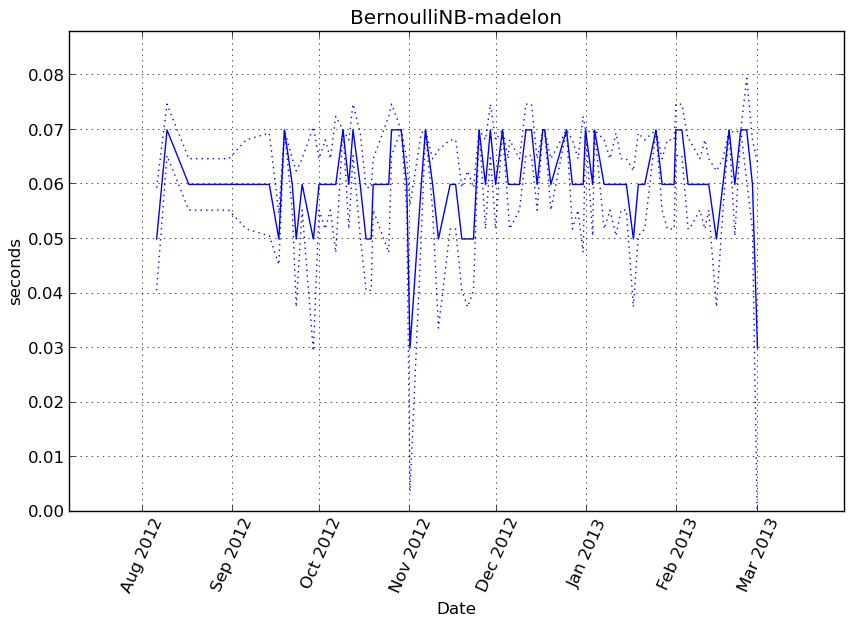 BernoulliNB-madelon
0.08
0.07
0.06
0.05
0.04
0.03
0.02
0.01
0.00
seconds
Aug 2012
Sep 2012
Oct 2012
Nov 2012
Dec 2012
Jan 2013
Feb 2013
Mar 2013
Date